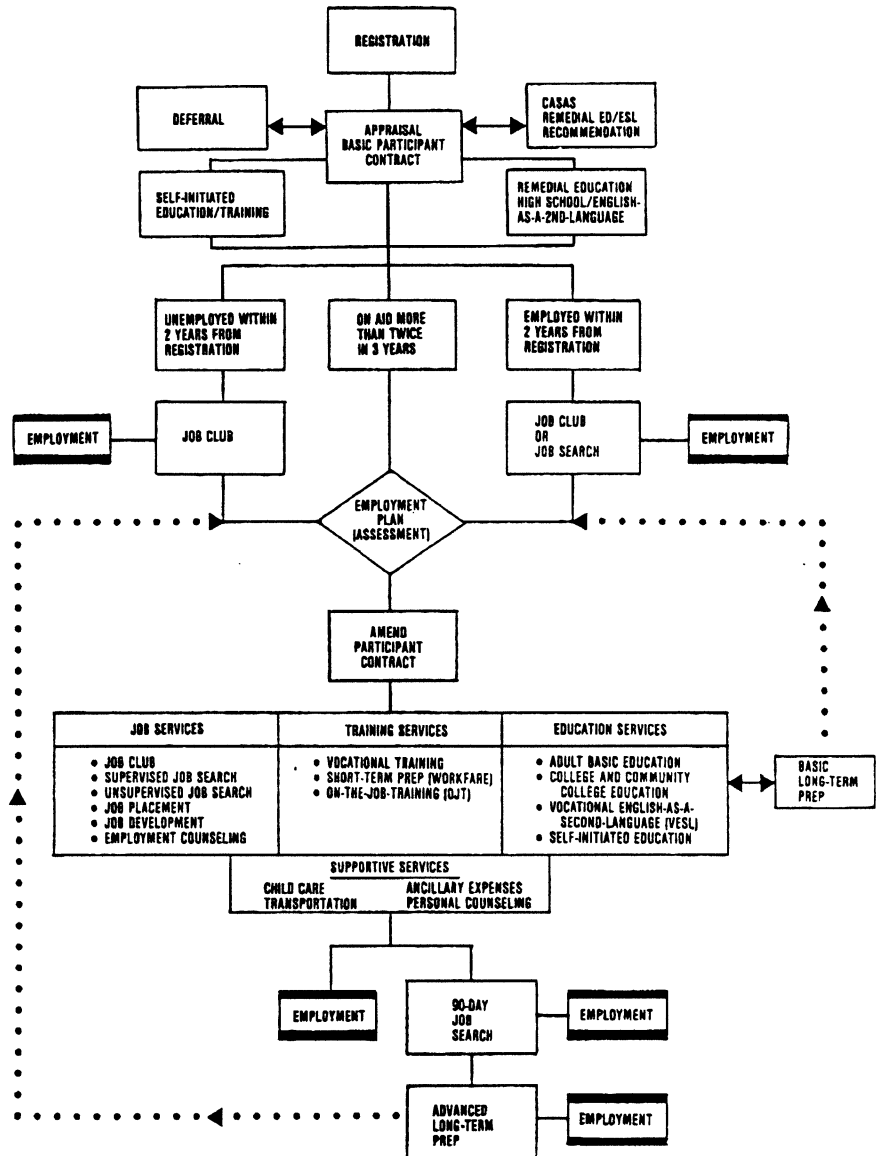 REGISTRATION
DEFERRAL
APPRAISAL
BASIC PARTICIPANT
CONTRACT
CASAS
REMEDIAL ED/ESL
RECOMMENDATION
SELF-INITIATED
EDUCATION/TRAINING
REMEDIAL EDUCATION
HIGH SCHOOL/ENGLISH-
AS-A-2ND-LANGUAGE
UNEMPLOYED WITHIN
2 YEARS FROM
REGISTRATION
ON AID MORE
THAN TWICE
IN 3 YEARS
EMPLOYED WITHIN
2 YEARS FROM
REGISTRATION
EMPLOYMENT
JOB CLUB
JOB CLUB
OR
JOB SEARCH
EMPLOYMENT
EMPLOYMENT
PLAN
(ASSESSMENT)
AMEND
PARTICIPANT
CONTRACT
JOB SERVICES
• JOB CLUB
• SUPERVISED JOB SEARCH
• UNSUPERVISED JOB SEARCH
• JOB PLACEMENT
• JOB DEVELOPMENT
• EMPLOYMENT COUNSELING
TRAINING SERVICES
• VOCATIONAL TRAINING
• SHORT-TERM PREP (WORKFARE)
• ON-THE-JOB-TRAINING (OJT)
EDUCATION SERVICES
• ADULT BASIC EDUCATION
• COLLEGE AND COMMUNITY
COLLEGE EDUCATION
• VOCATIONAL ENGLISH-AS-A-
SECOND-LANGUAGE (VESL)
• SELF-INITIATED EDUCATION
BASIC
LONG-TERM
PREP
SUPPORTIVE SERVICES
CHILD CARE
TRANSPORTATION
ANCILLARY EXPENSES
PERSONAL COUNSELING
EMPLOYMENT
90-DAY
JOB
SEARCH
EMPLOYMENT
ADVANCED
LONG-TERM
PREP
EMPLOYMENT